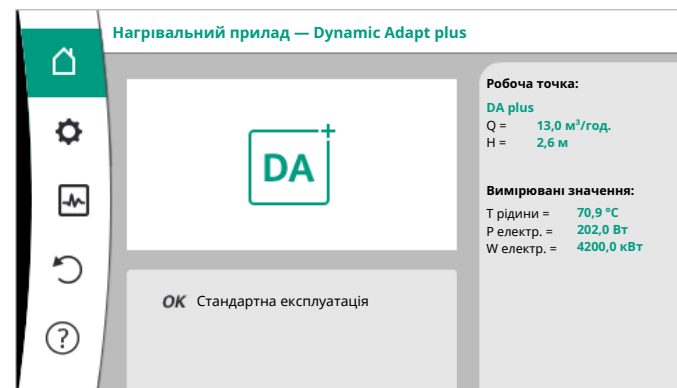 Нагрівальний прилад — Dynamic Adapt plus
DA+
OK Стандартна експлуатація
Робоча точка:
DA plus
Q = 13,0 м³/год.
H = 2,6 м
Вимірювані значення:
T рідини = 70,9 °C
P електр. = 202,0 Вт
W електр. = 4200,0 кВт
?